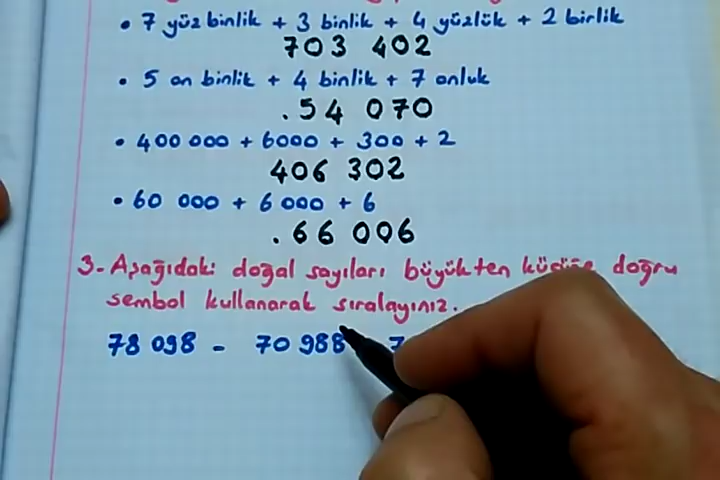 • 7 yüz binlik + 3 binlik + 4 yüzlük + 2 birlik
703 402
• 5 on binlik + 4 binlik + 7 onluk
.54 070
• 400 000 + 6000 + 300 + 2
406 302
• 60 000 + 6 000 + 6
.66 006
3- Aşağıdaki doğal sayıları büyükten doğru
sembol kullanarak sıralayınız.
78 098 - 70 988